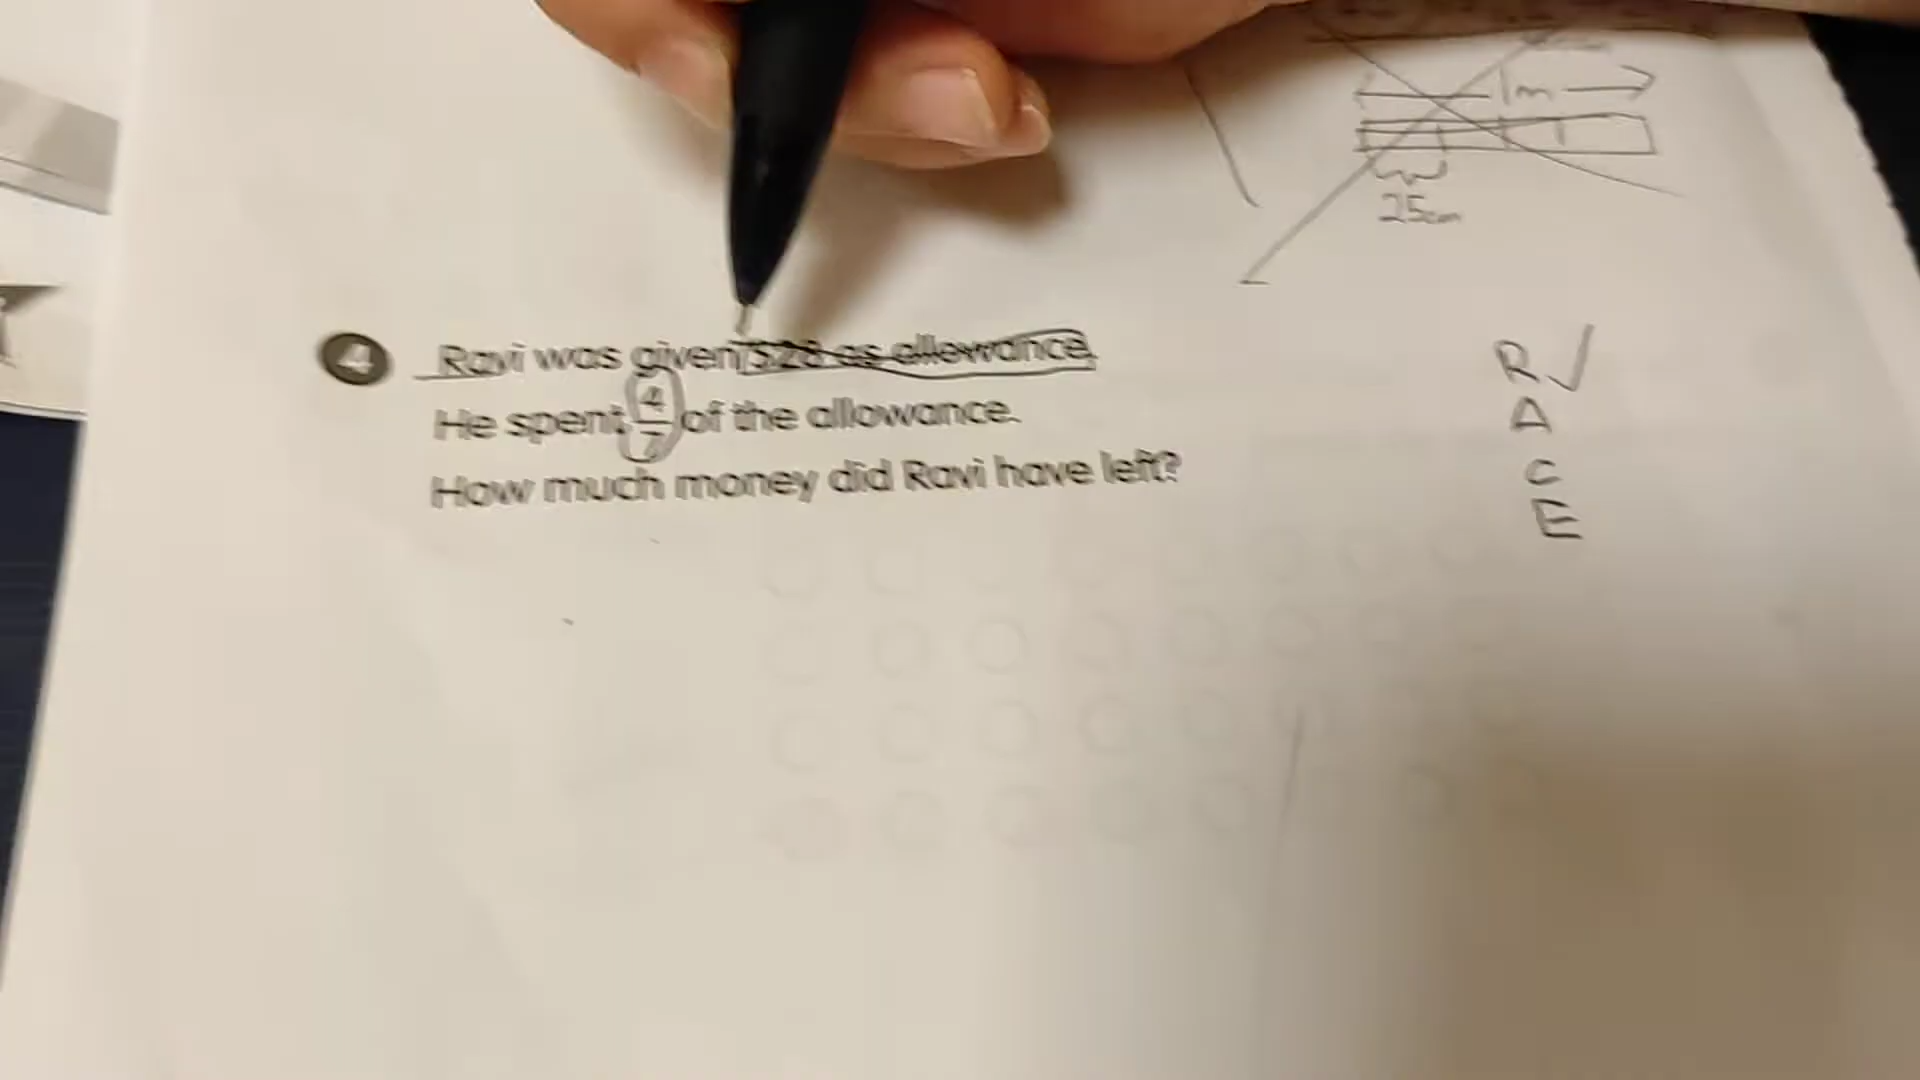 1m
25cm
4 Ravi was given $28 as allowance.
He spent 4/7 of the allowance.
How much money did Ravi have left?
R ✓
A
C
E